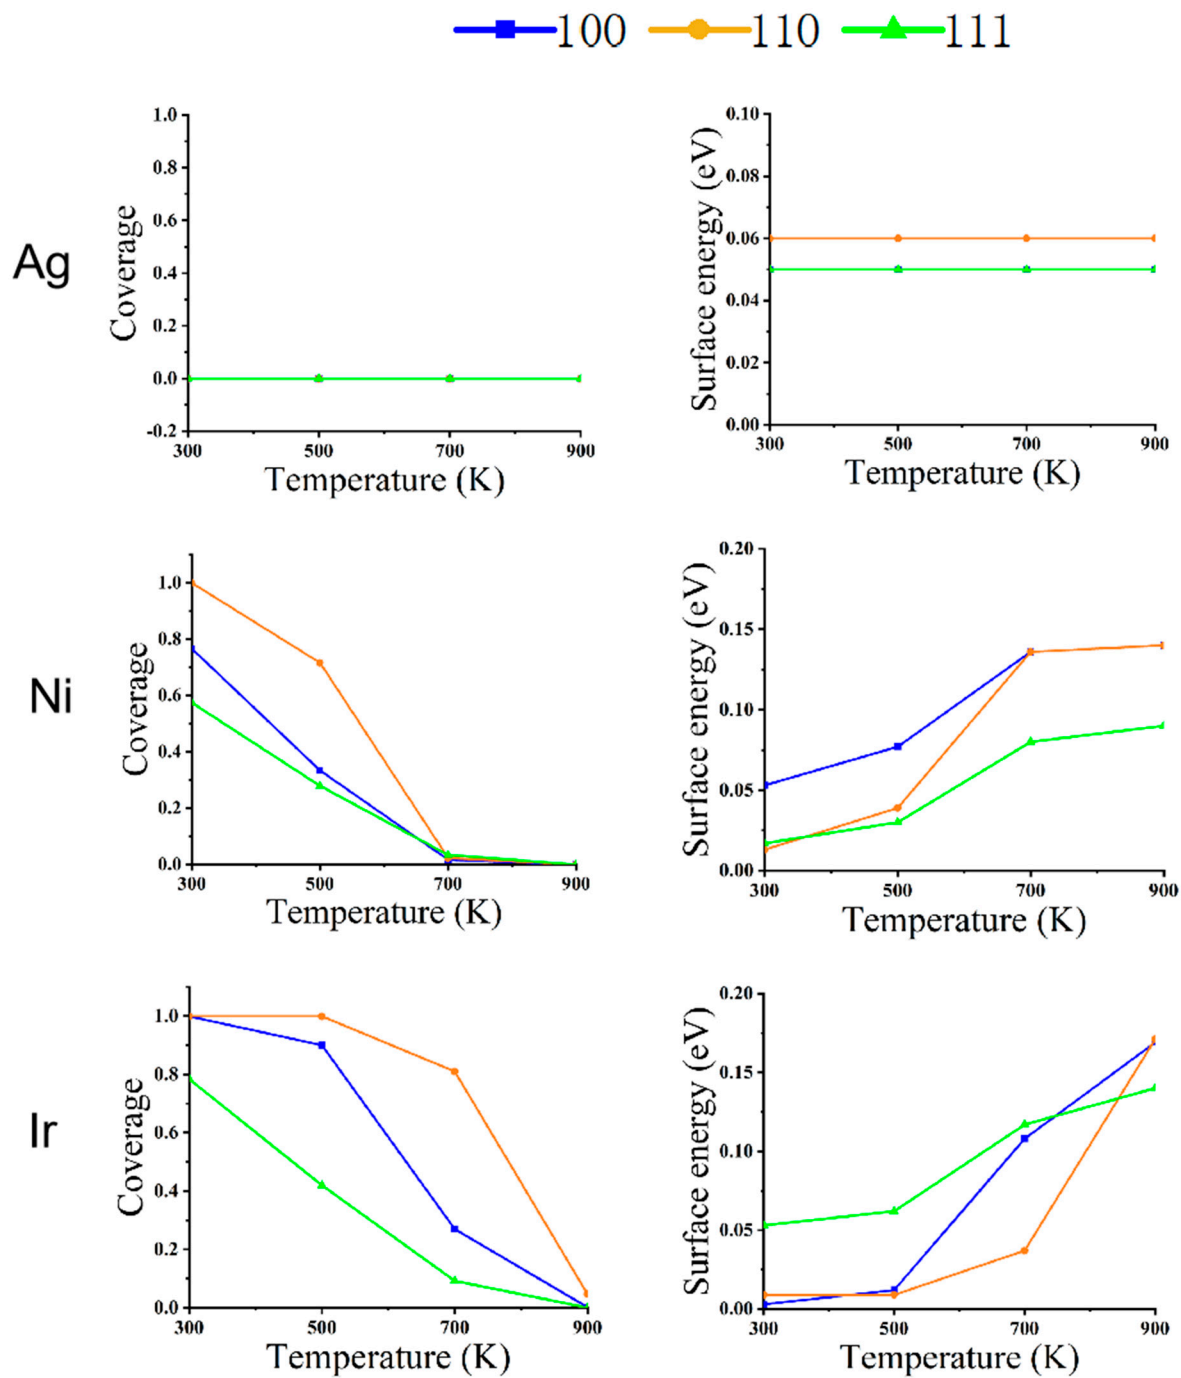 100 110 111
Ag
Coverage
1.0
0.8
0.6
0.4
0.2
0.0
-0.2
300 500 700 900
Temperature (K)
Surface energy (eV)
0.10
0.08
0.06
0.04
0.02
0.00
300 500 700 900
Temperature (K)
Ni
Coverage
1.0
0.8
0.6
0.4
0.2
0.0
300 500 700 900
Temperature (K)
Surface energy (eV)
0.20
0.15
0.10
0.05
0.00
300 500 700 900
Temperature (K)
Ir
Coverage
1.0
0.8
0.6
0.4
0.2
0.0
300 500 700 900
Temperature (K)
Surface energy (eV)
0.20
0.15
0.10
0.05
0.00
300 500 700 900
Temperature (K)